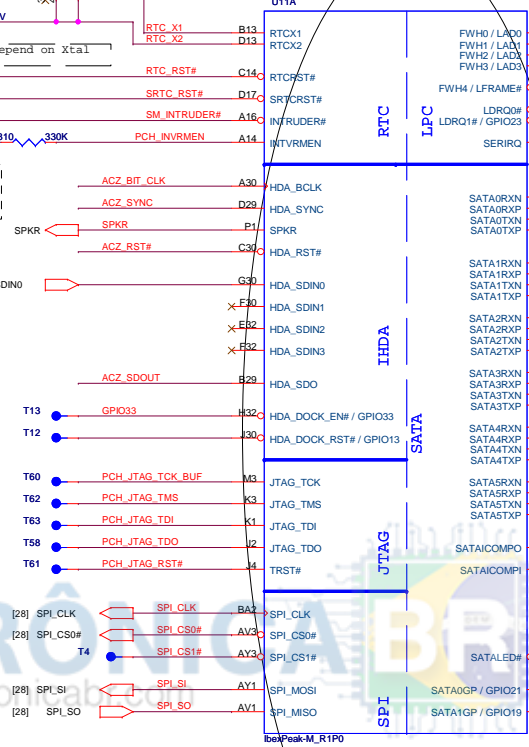 U11A
RTC_X1 B13 RTCX1 FWH0 / LAD0
RTC_X2 D13 RTCX2 FWH1 / LAD1
FWH2 / LAD2
epend on Xtal FWH3 / LAD3
RTC_RST# C14 RTCRST#
FWH4 / LFRAME#
SRTC_RST# D17 SRTCRST#
LDRQ0#
SM_INTRUDER# A16 INTRUDER# LDRQ1# / GPIO23
RTC LPC
310 330K PCH_INVRMEN A14 INTVRMEN SERIRQ
ACZ_BIT_CLK A30 HDA_BCLK
SATA0RXN
ACZ_SYNC D29 HDA_SYNC SATA0RXP
SATA0TXN
SPKR SPKR P1 SPKR SATA0TXP
ACZ_RST# C30 HDA_RST#
SATA1RXN
SATA1RXP
SDIN0 G30 HDA_SDIN0 SATA1TXN
SATA1TXP
F30 HDA_SDIN1
SATA2RXN
E32 HDA_SDIN2 SATA2RXP
SATA2TXN
F32 HDA_SDIN3 SATA2TXP
IHDA
SATA3RXN
ACZ_SDOUT B29 HDA_SDO SATA3RXP
SATA3TXN
SATA3TXP
T13 GPIO33 H32 HDA_DOCK_EN# / GPIO33
SATA4RXN
T12 J30 HDA_DOCK_RST# / GPIO13 SATA4RXP
SATA
SATA4TXN
SATA4TXP
T60 PCH_JTAG_TCK_BUF M3 JTAG_TCK SATA5RXN
SATA5RXP
T62 PCH_JTAG_TMS K3 JTAG_TMS SATA5TXN
SATA5TXP
T63 PCH_JTAG_TDI K1 JTAG_TDI
T58 PCH_JTAG_TDO J2 JTAG_TDO SATAICOMPO
JTAG
T61 PCH_JTAG_RST# J4 TRST# SATAICOMPI
[28] SPI_CLK SPI_CLK BA2 SPI_CLK
[28] SPI_CS0# SPI_CS0# AV3 SPI_CS0#
T4 SPI_CS1# AY3 SPI_CS1# SATALED#
RÔNICA BR
[28] SPI_SI SPI_SI AY1 SPI_MOSI SATA0GP / GPIO21
[28] SPI_SO SPI_SO AV1 SPI_MISO SATA1GP / GPIO19
SPI
IbexPeak-M_R1P0